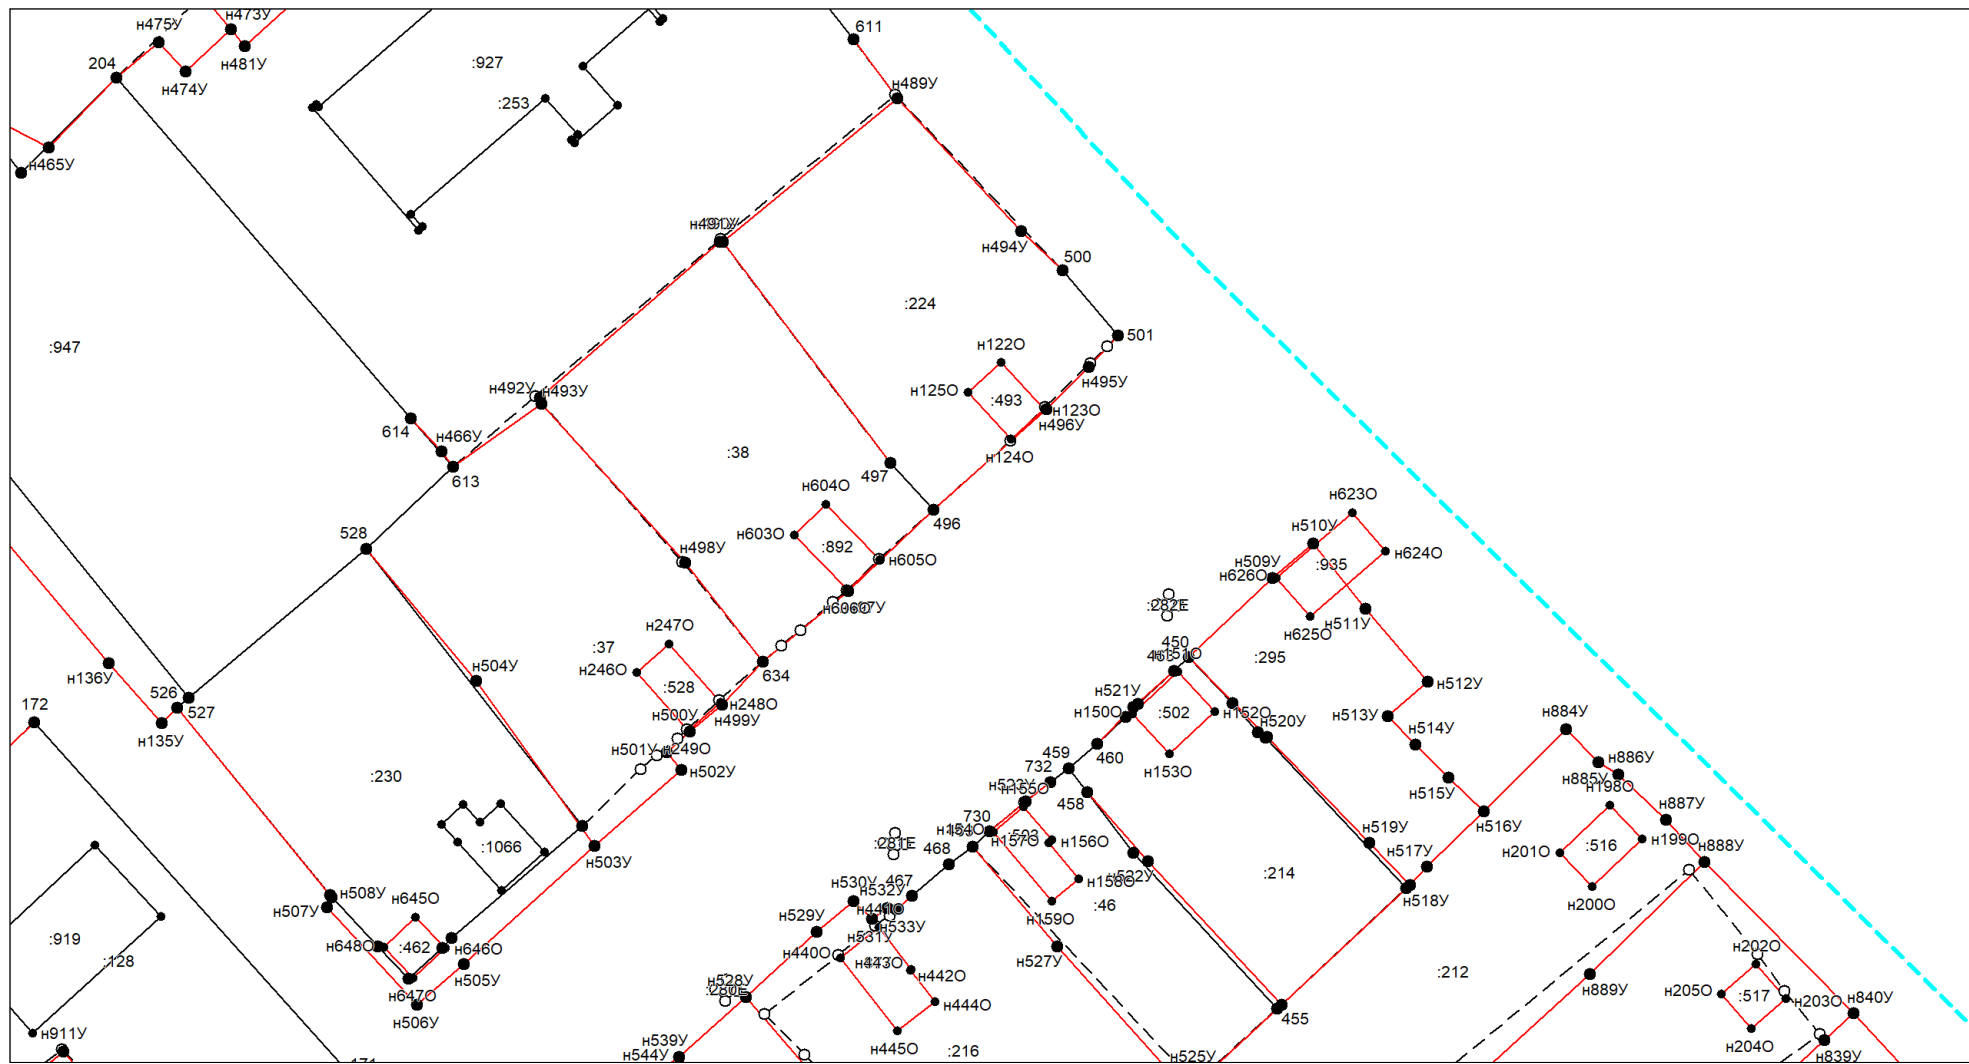 н475У
н473У
611
204
н481У
н474У
:927
н489У
:253
н465У
н494У
500
:224
501
:947
н122О
н495У
н492У
н493У
н125О
:493
н123О
н496У
614
н466У
:38
н124О
497
613
н604О
н623О
496
528
н603О
н510У
:892
н605О
н624О
н498У
н509У
н626О
:935
н625О
н511У
н247О
:37
450
н136У
н246О
634
:295
н504У
:528
н512У
526
527
172
н248О
н500У
н499У
н521У
н150О
:502
н152О
н520У
н513У
н884У
н135У
н514У
н501У
н249О
459
460
н153О
н886У
:230
н502У
732
н885У
н515У
458
н198О
730
н887У
н516У
н519У
:1066
н157О
н156О
н199О
н503У
468
н201О
:516
н888У
н522У
н517У
:214
н158О
н530У
467
н532У
н518У
н508У
н507У
н645О
н200О
:46
н529У
н159О
н533У
:919
н648О
:462
н646О
н531У
н440О
н202О
н527У
:128
н505У
н442О
:212
н647О
н528У
н889У
н205О
:517
н203О
н840У
н444О
н506У
455
н911У
н539У
н544У
н445О
:216
н525У
н204О
н839У
171